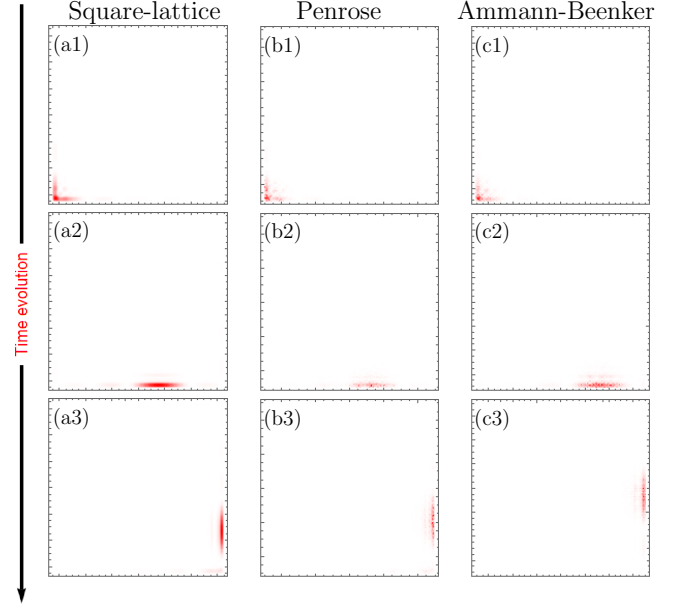 Square-lattice Penrose Ammann-Beenker
(a1) (b1) (c1)
(a2) (b2) (c2)
Time evolution
(a3) (b3) (c3)